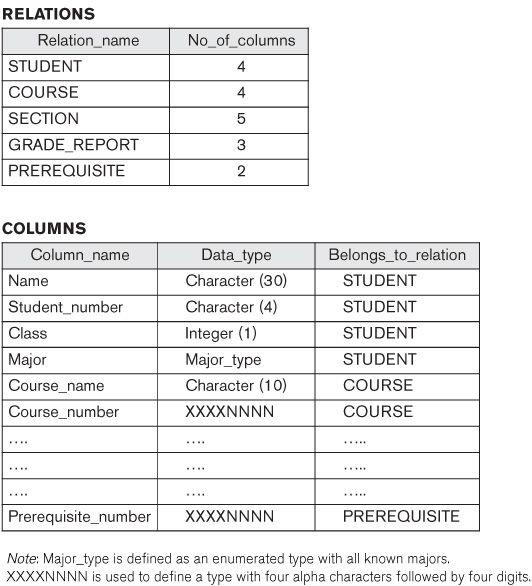 RELATIONS
Relation_name No_of_columns
STUDENT 4
COURSE 4
SECTION 5
GRADE_REPORT 3
PREREQUISITE 2
COLUMNS
Column_name Data_type Belongs_to_relation
Name Character (30) STUDENT
Student_number Character (4) STUDENT
Class Integer (1) STUDENT
Major Major_type STUDENT
Course_name Character (10) COURSE
Course_number XXXXNNNN COURSE
…. …. …..
…. …. …..
…. …. …..
Prerequisite_number XXXXNNNN PREREQUISITE
Note: Major_type is defined as an enumerated type with all known majors.
XXXXNNNN is used to define a type with four alpha characters followed by four digits.